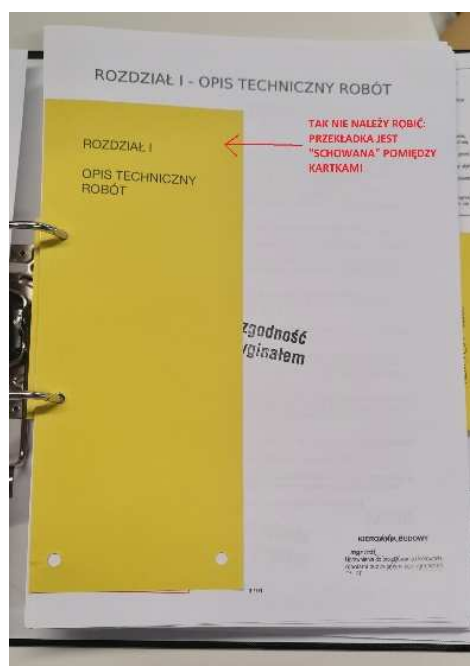 ROZDZIAŁ I - OPIS TECHNICZNY ROBÓT
TAK NIE NALEŻY ROBIĆ:
PRZEKŁADKA JEST
"SCHOWANA" POMIĘDZY
KARTKAMI
ROZDZIAŁ I
OPIS TECHNICZNY
ROBÓT
zgodność
yginałem
KIEROWNIK BUDOWY